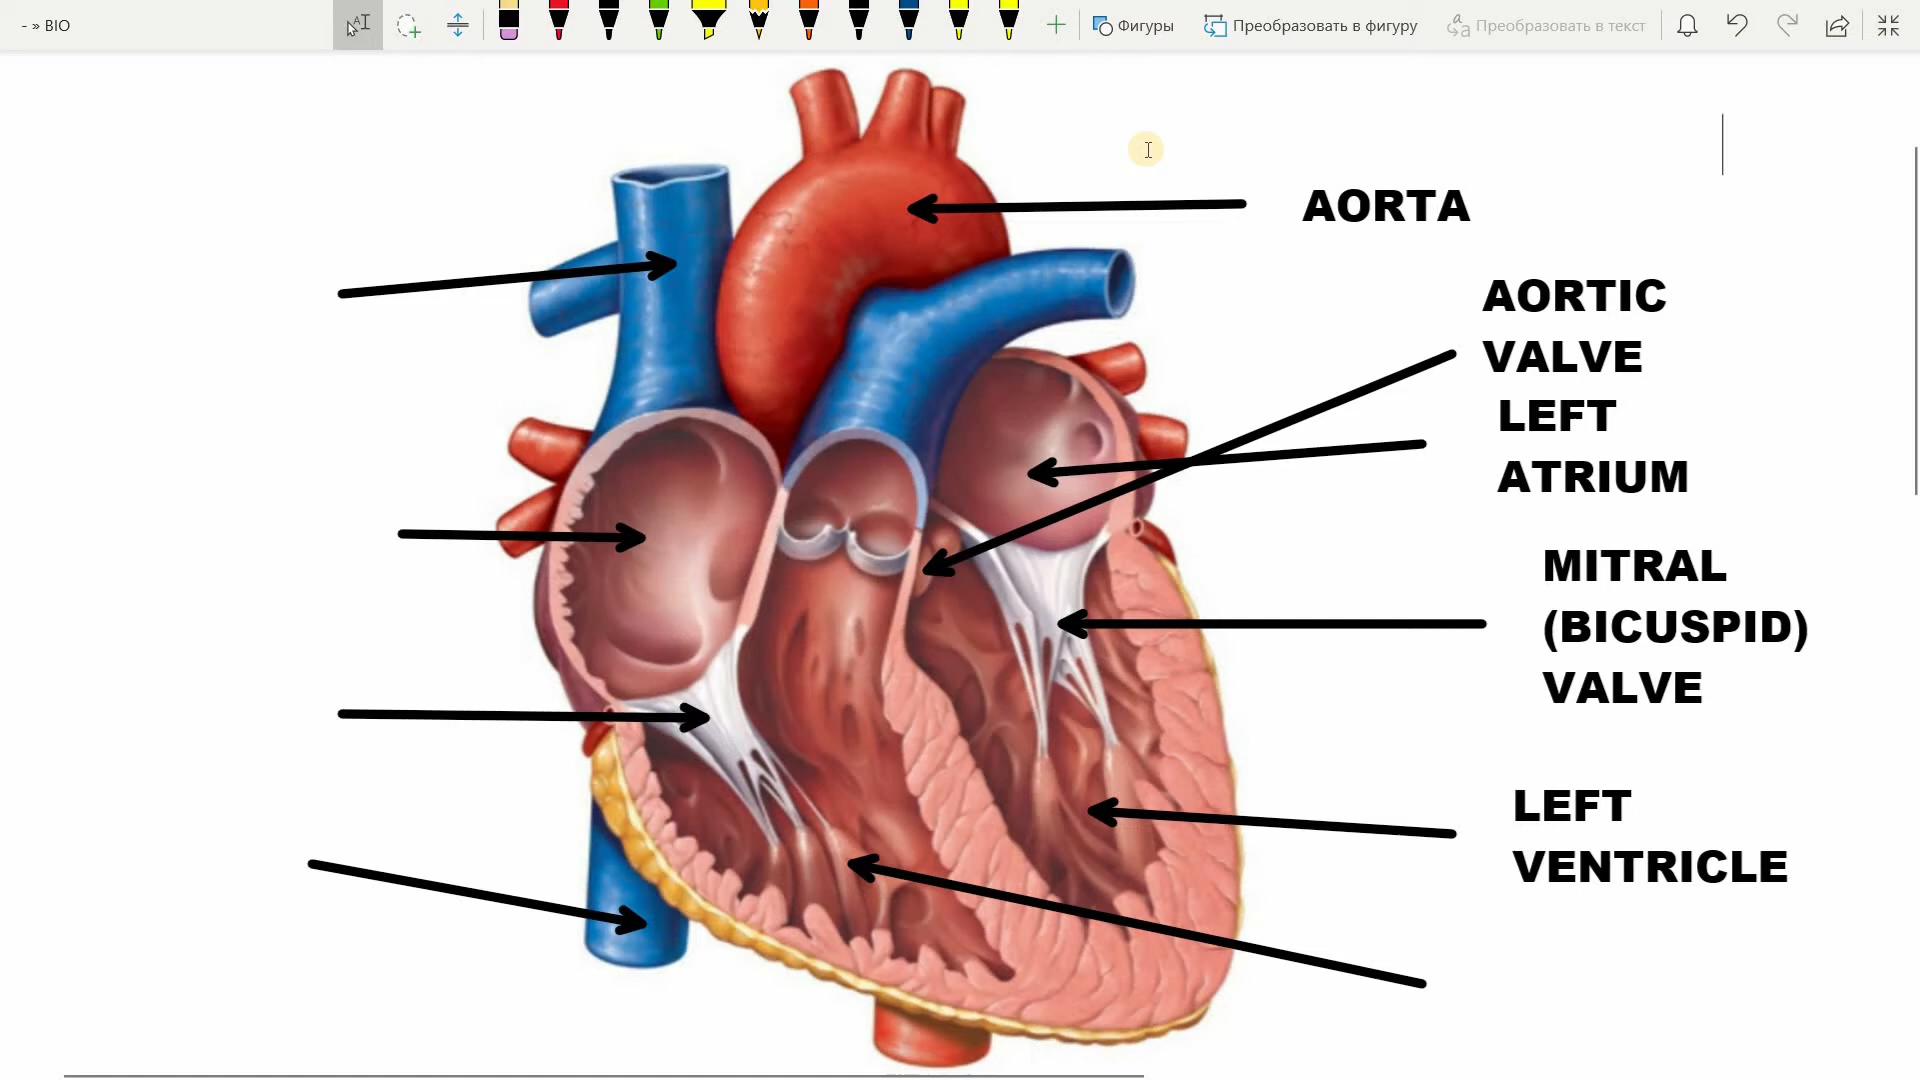 - » BIO
Фигуры
Преобразовать в фигуру
Преобразовать в текст
AORTA
AORTIC
VALVE
LEFT
ATRIUM
MITRAL
(BICUSPID)
VALVE
LEFT
VENTRICLE